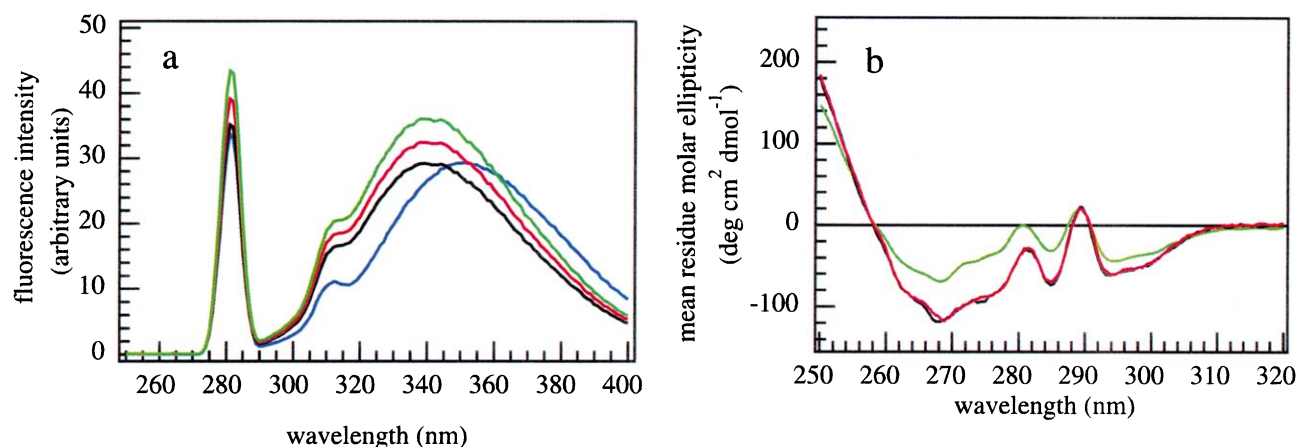 a
50
40
30
20
10
0
fluorescence intensity
(arbitrary units)
260 280 300 320 340 360 380 400
wavelength (nm)
b
200
100
0
-100
mean residue molar ellipticity
(deg cm² dmol⁻¹)
250 260 270 280 290 300 310 320
wavelength (nm)